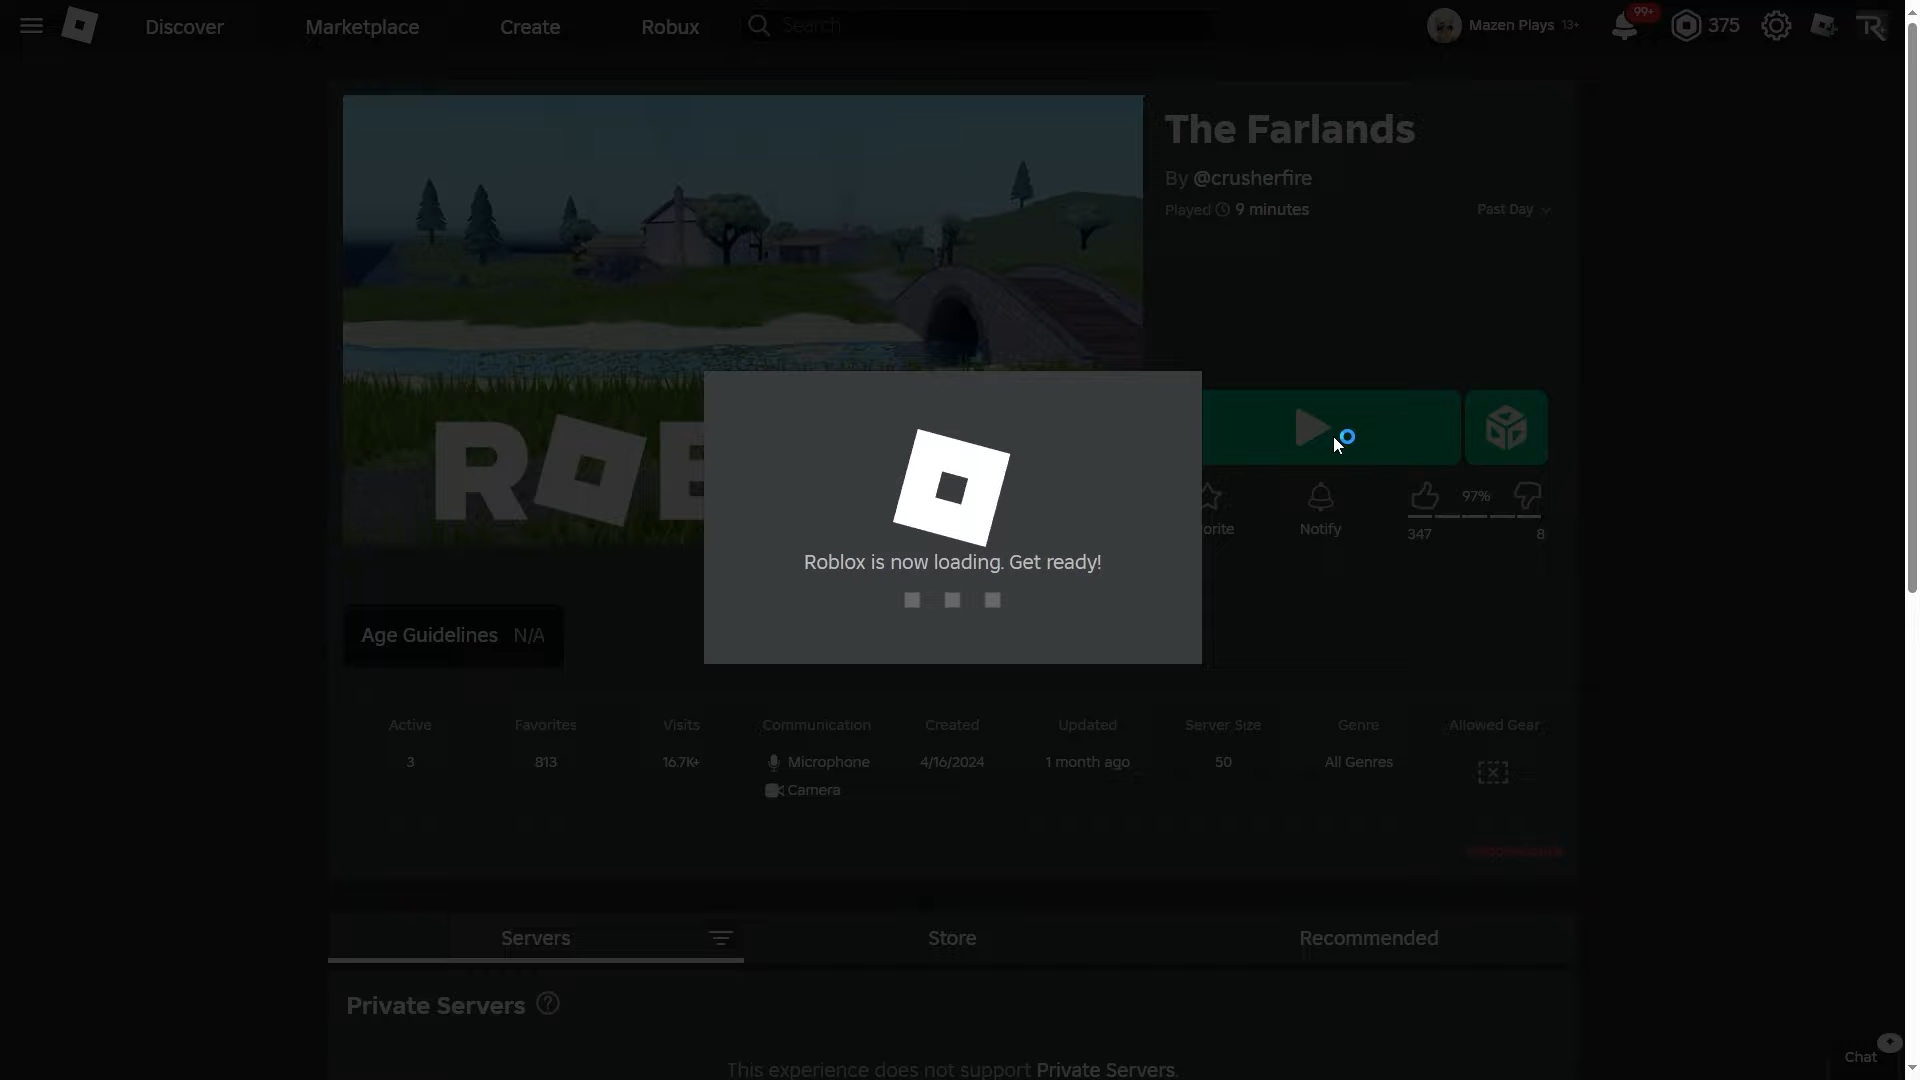 Discover
Marketplace
Create
Robux
Search
Mazen Plays 13+
99+
375
The Farlands
By @crusherfire
Played 9 minutes
Past Day
Roblox is now loading. Get ready!
orite
Notify
97%
347
8
Age Guidelines N/A
Active
Favorites
Visits
Communication
Created
Updated
Server Size
Genre
Allowed Gear
3
813
16.7K+
Microphone
Camera
4/16/2024
1 month ago
50
All Genres
Servers
Store
Recommended
Private Servers
This experience does not support Private Servers.
Chat